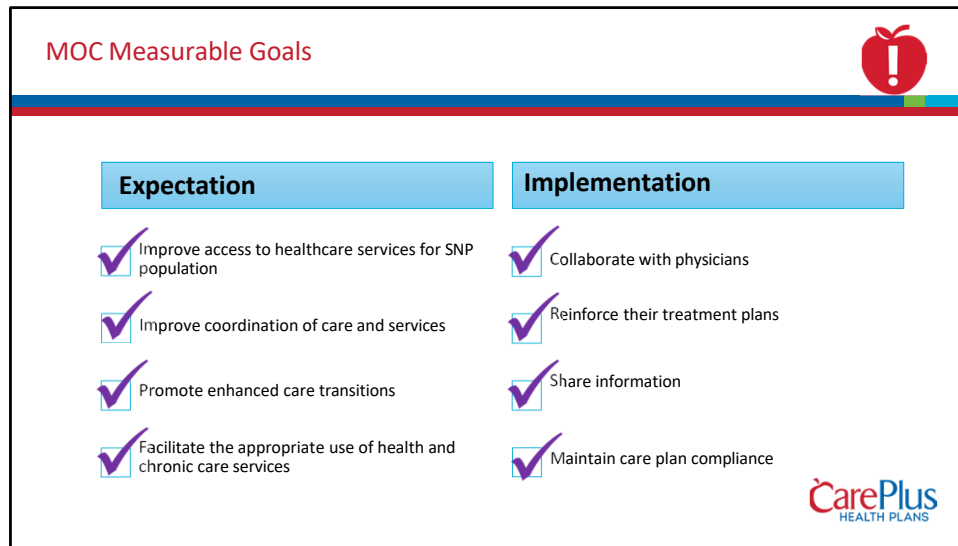 MOC Measurable Goals
!
Expectation
Improve access to healthcare services for SNP
population
Improve coordination of care and services
Promote enhanced care transitions
Facilitate the appropriate use of health and
chronic care services
Implementation
Collaborate with physicians
Reinforce their treatment plans
Share information
Maintain care plan compliance
CarePlus
HEALTH PLANS